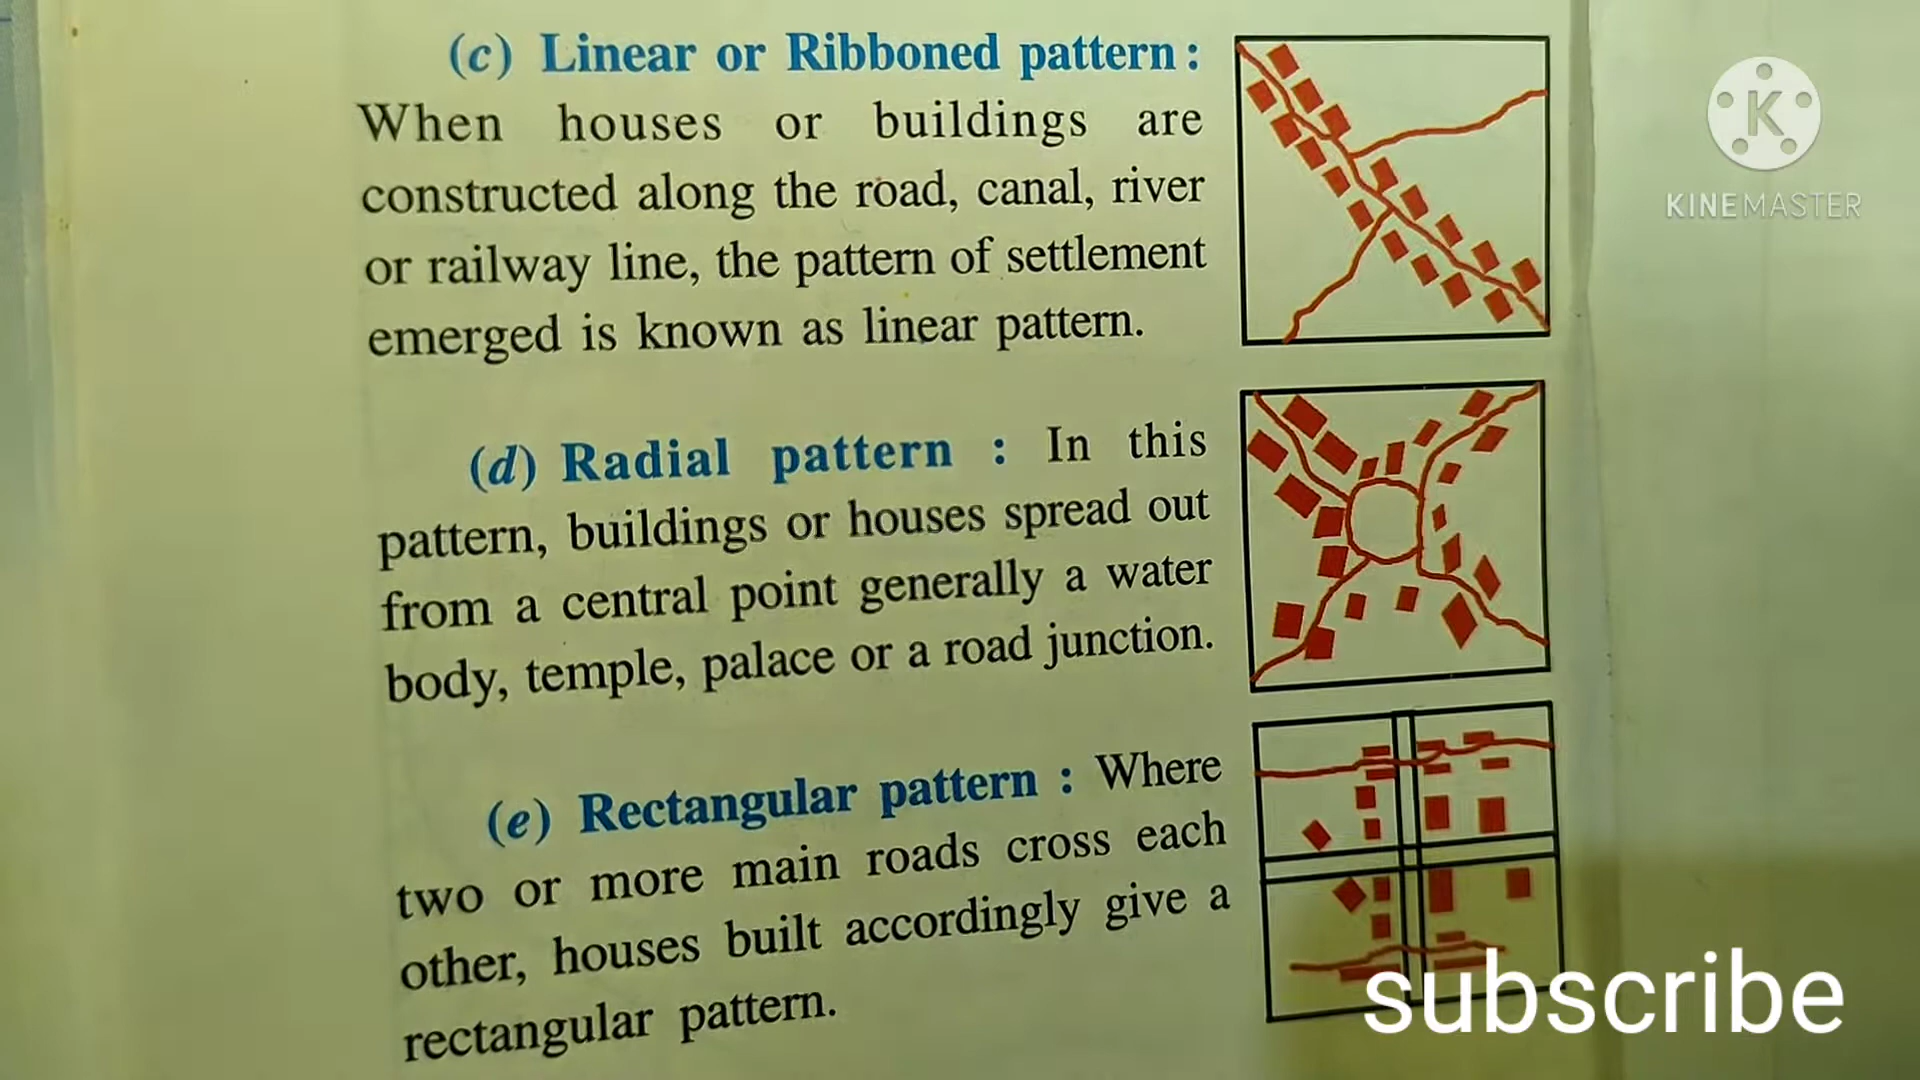 (c) Linear or Ribboned pattern :
When houses or buildings are
constructed along the road, canal, river
or railway line, the pattern of settlement
emerged is known as linear pattern.
(d) Radial pattern : In this
pattern, buildings or houses spread out
from a central point generally a water
body, temple, palace or a road junction.
(e) Rectangular pattern : Where
two or more main roads cross each
other, houses built accordingly give a
rectangular pattern.
K
KINEMASTER
subscribe